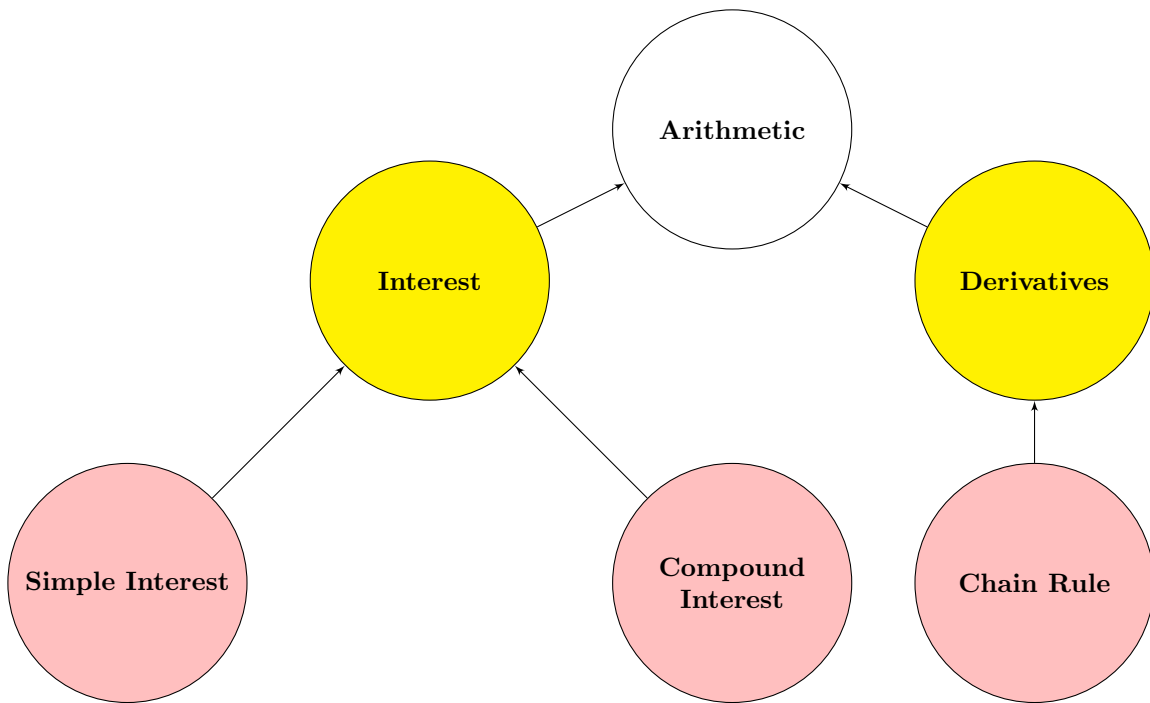 Arithmetic
Interest
Derivatives
Simple Interest
Compound
Interest
Chain Rule